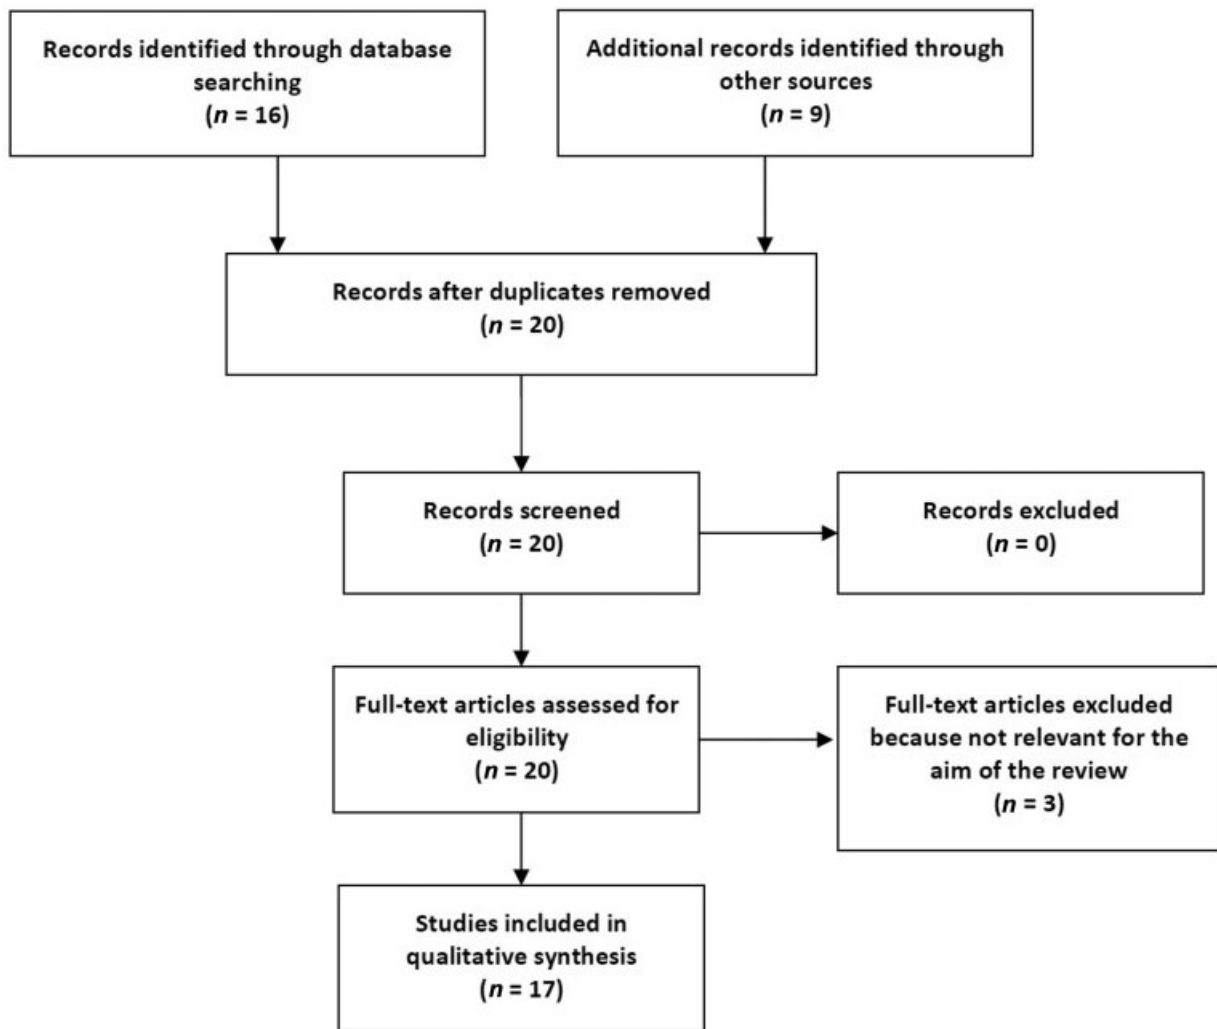 Records identified through database
searching
(n = 16)
Additional records identified through
other sources
(n = 9)
Records after duplicates removed
(n = 20)
Records screened
(n = 20)
Records excluded
(n = 0)
Full-text articles assessed for
eligibility
(n = 20)
Full-text articles excluded
because not relevant for the
aim of the review
(n = 3)
Studies included in
qualitative synthesis
(n = 17)